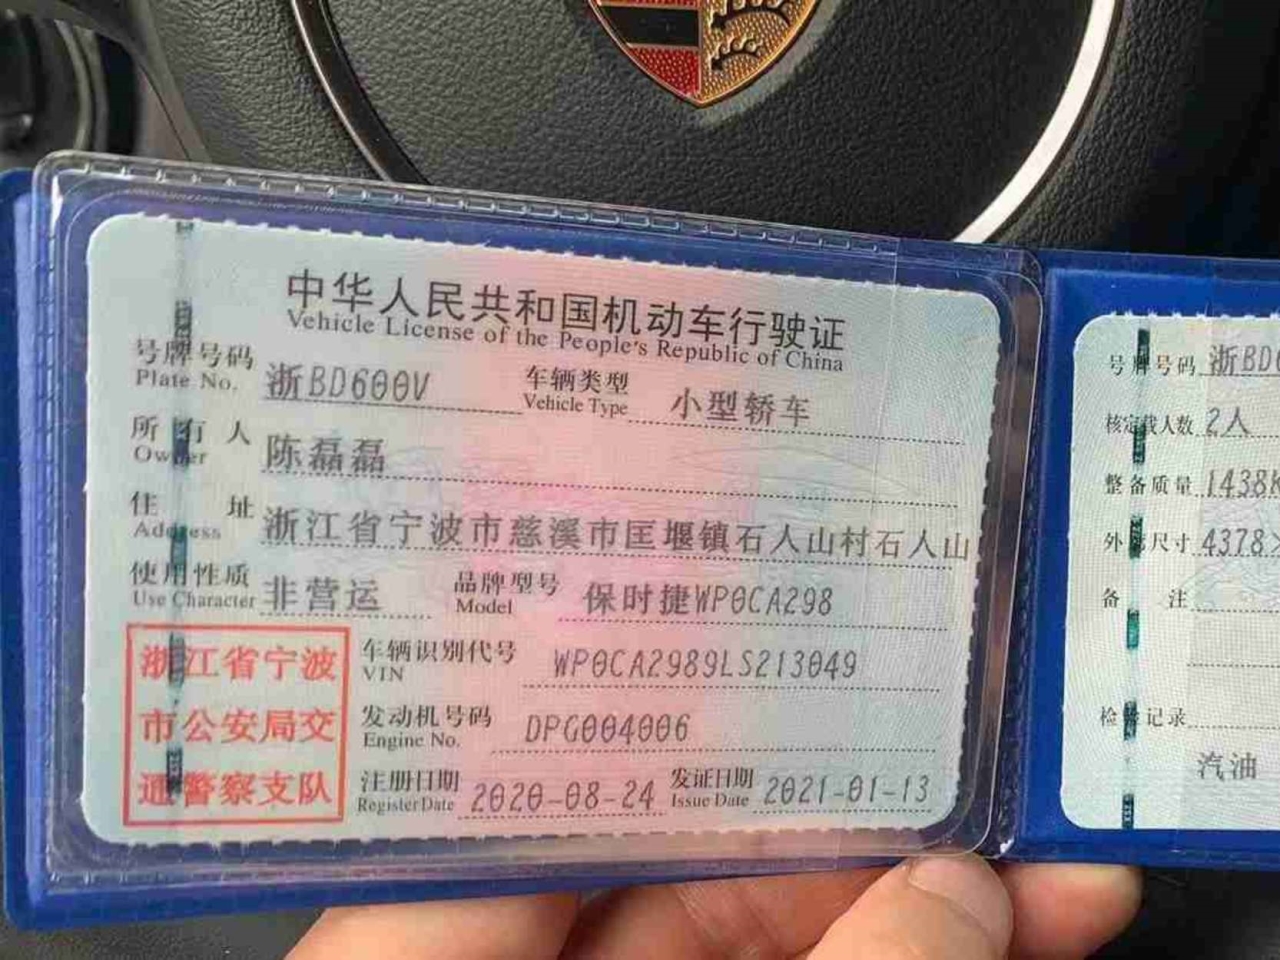 中华人民共和国机动车行驶证
Vehicle License of the People's Republic of China
号牌号码 浙BD600V 车辆类型 小型轿车
Plate No. Vehicle Type
所有人 陈磊磊
Owner
住址 浙江省宁波市慈溪市匡堰镇石人山村石人山
Address
使用性质 非营运 品牌型号 保时捷WP0CA298
Use Character Model
浙江省宁波
市公安局交
通警察支队
车辆识别代号 WP0CA2989LS213049
VIN
发动机号码 DPG004006
Engine No.
注册日期 2020-08-24 发证日期 2021-01-13
Register Date Issue Date
号牌号码 浙BD6
核定载人数 2人
整备质量 1438K
外廓尺寸 4378×
备注
检验记录
汽油